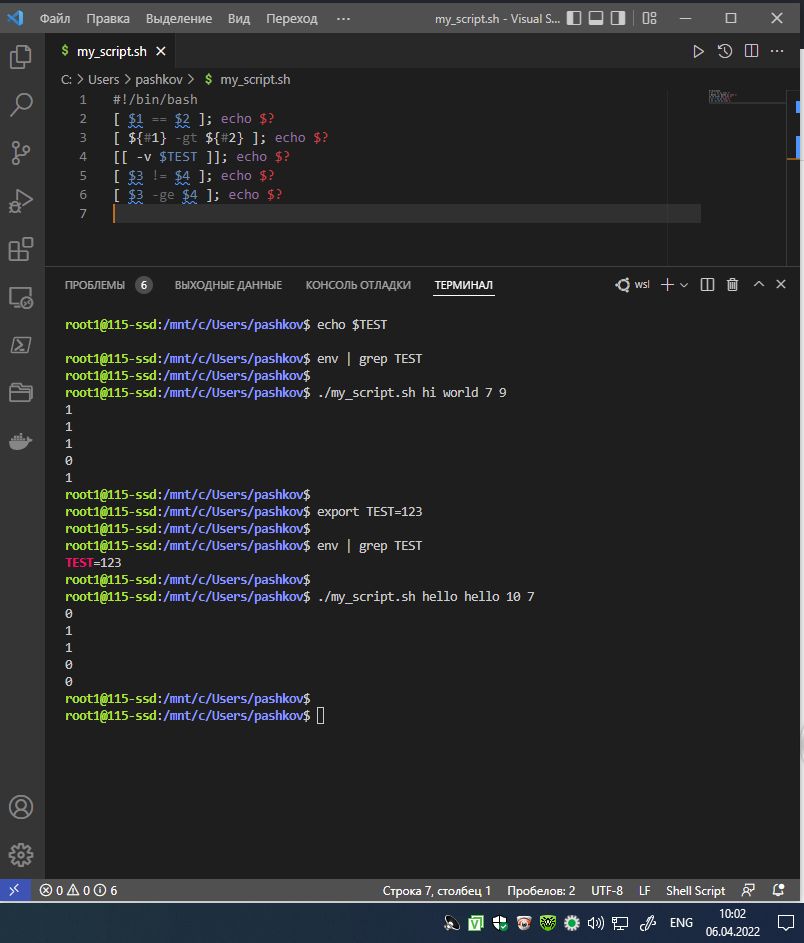 Файл Правка Выделение Вид Переход ··· my_script.sh - Visual S...
$ my_script.sh
C: > Users > pashkov > $ my_script.sh
1 #!/bin/bash
2 [ $1 == $2 ]; echo $?
3 [ ${#1} -gt ${#2} ]; echo $?
4 [[ -v $TEST ]]; echo $?
5 [ $3 != $4 ]; echo $?
6 [ $3 -ge $4 ]; echo $?
7
ПРОБЛЕМЫ 6 ВЫХОДНЫЕ ДАННЫЕ КОНСОЛЬ ОТЛАДКИ ТЕРМИНАЛ wsl
root1@115-ssd:/mnt/c/Users/pashkov$ echo $TEST
root1@115-ssd:/mnt/c/Users/pashkov$ env | grep TEST
root1@115-ssd:/mnt/c/Users/pashkov$
root1@115-ssd:/mnt/c/Users/pashkov$ ./my_script.sh hi world 7 9
1
1
1
0
1
root1@115-ssd:/mnt/c/Users/pashkov$
root1@115-ssd:/mnt/c/Users/pashkov$ export TEST=123
root1@115-ssd:/mnt/c/Users/pashkov$
root1@115-ssd:/mnt/c/Users/pashkov$ env | grep TEST
TEST=123
root1@115-ssd:/mnt/c/Users/pashkov$
root1@115-ssd:/mnt/c/Users/pashkov$ ./my_script.sh hello hello 10 7
0
1
1
0
0
root1@115-ssd:/mnt/c/Users/pashkov$
root1@115-ssd:/mnt/c/Users/pashkov$
0 0 6 Строка 7, столбец 1 Пробелов: 2 UTF-8 LF Shell Script
ENG 10:02
06.04.2022